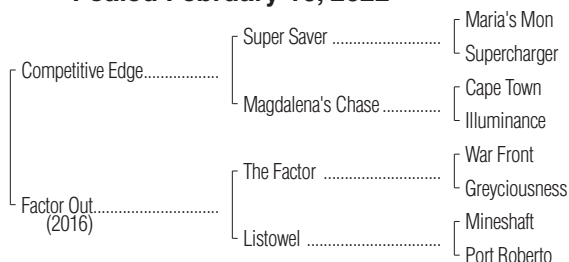 Foaled February 10, 2022
Maria's Mon
Super Saver
Supercharger
Competitive Edge
Cape Town
Magdalena's Chase
Illuminance
War Front
The Factor
Greyciousness
Factor Out
(2016)
Mineshaft
Listowel
Port Roberto